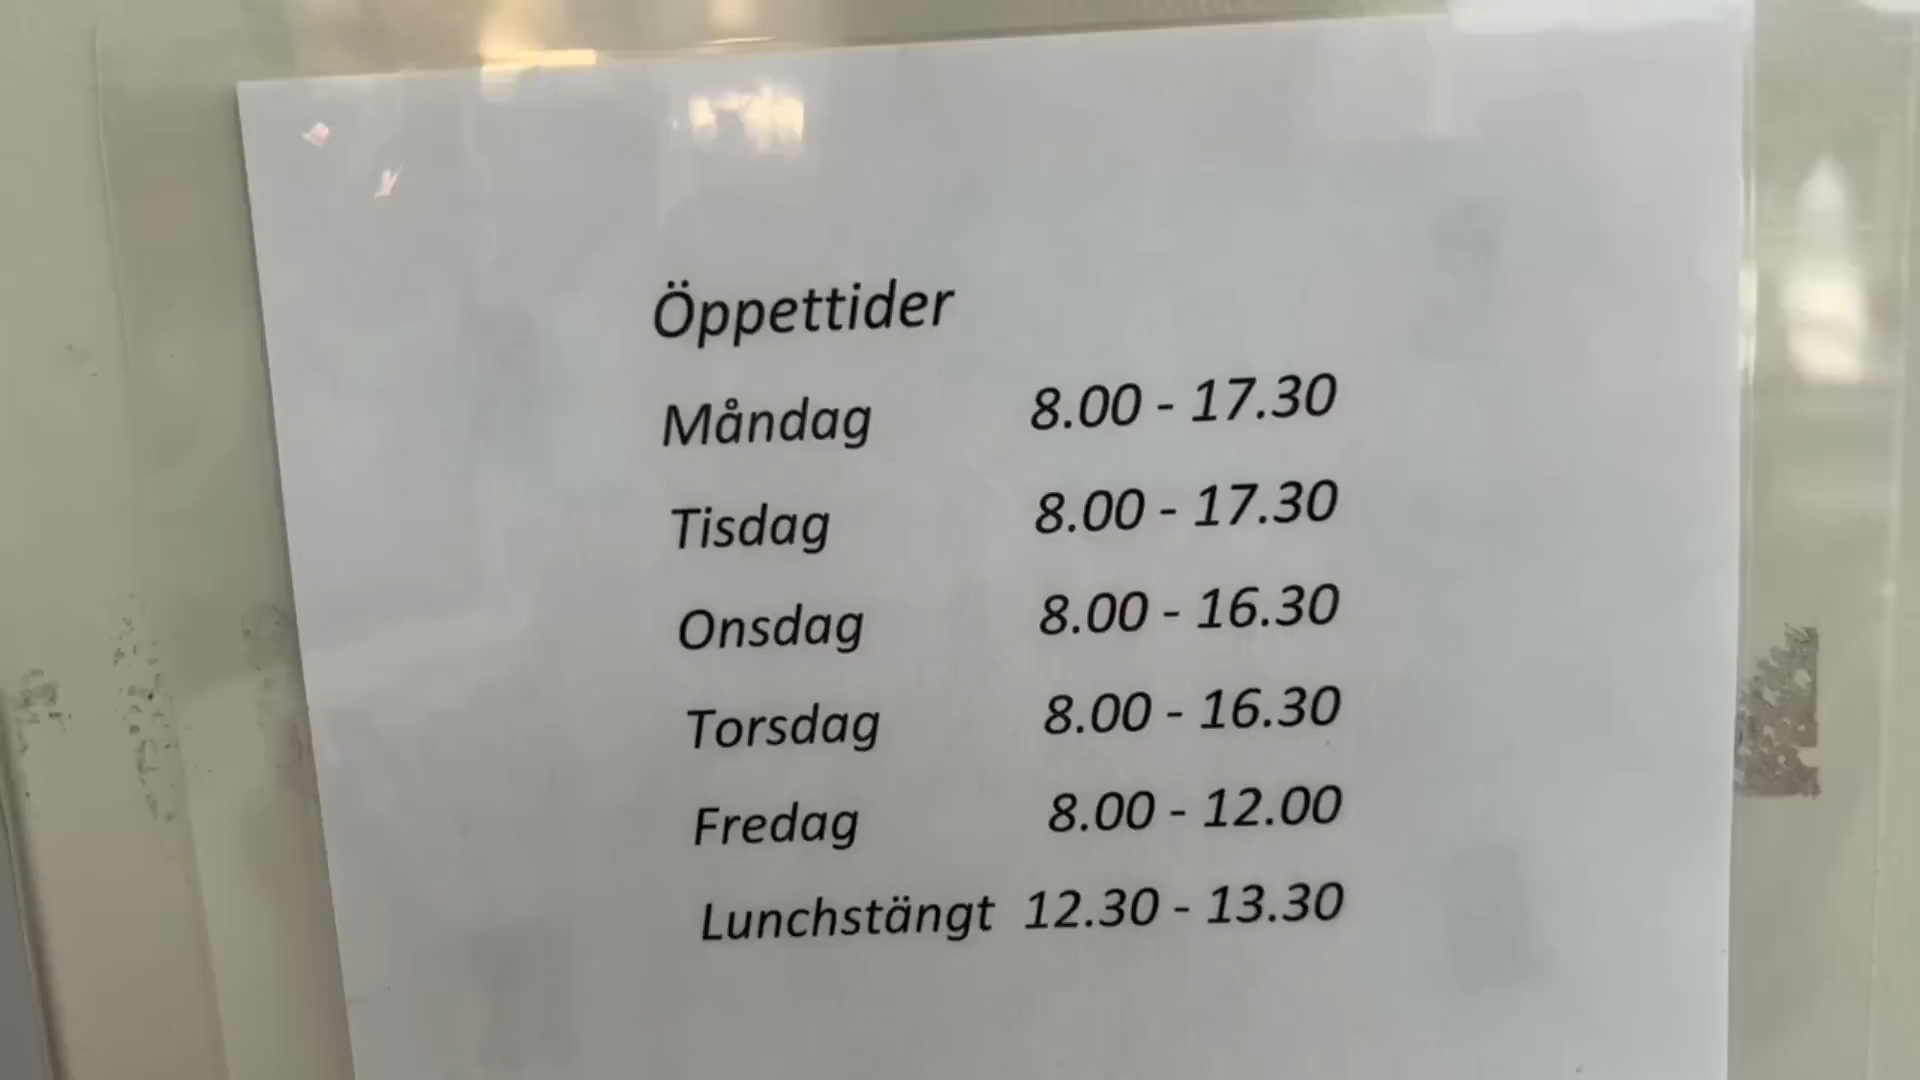 Öppettider
Måndag 8.00 - 17.30
Tisdag 8.00 - 17.30
Onsdag 8.00 - 16.30
Torsdag 8.00 - 16.30
Fredag 8.00 - 12.00
Lunchstängt 12.30 - 13.30